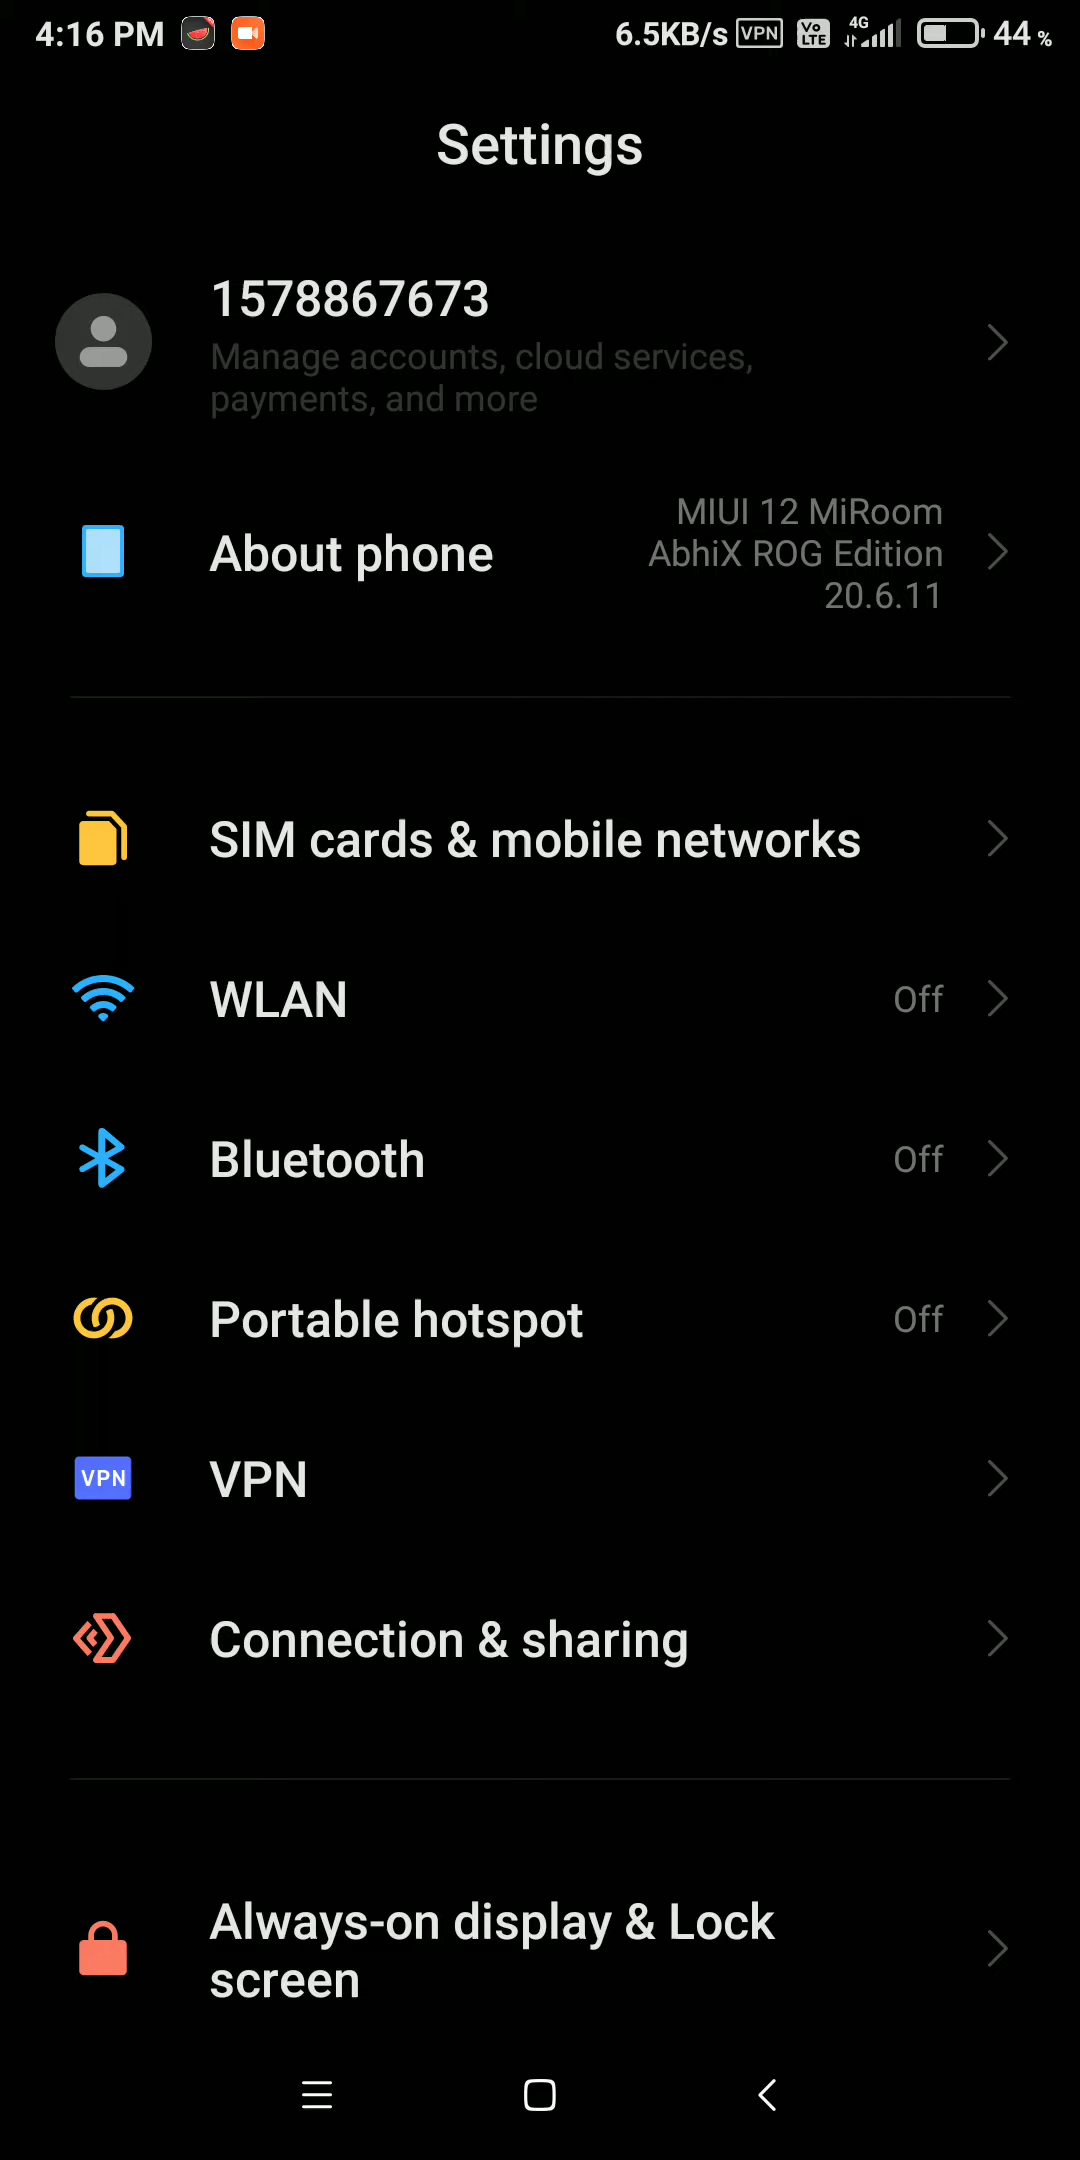 4:16 PM 6.5KB/s VPN Vo LTE 4G 44 %
Settings
1578867673
Manage accounts, cloud services,
payments, and more
MIUI 12 MiRoom
About phone AbhiX ROG Edition
20.6.11
SIM cards & mobile networks
WLAN Off
Bluetooth Off
Portable hotspot Off
VPN VPN
Connection & sharing
Always-on display & Lock
screen